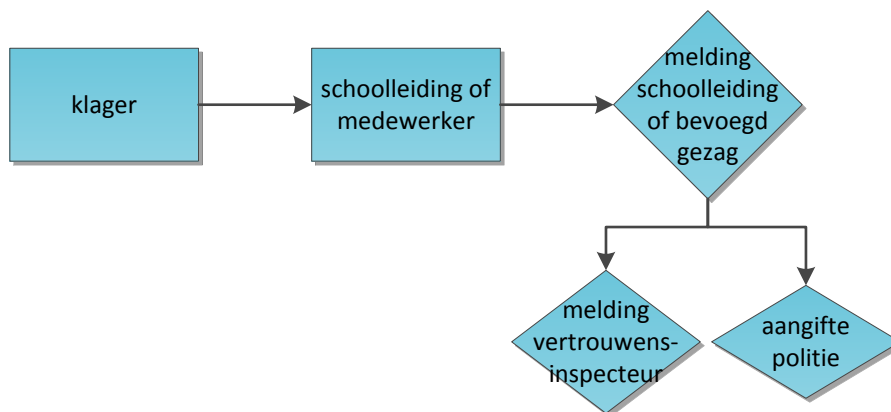 klager
schoolleiding of
medewerker
melding
schoolleiding
of bevoegd
gezag
melding
vertrouwens-
inspecteur
aangifte
politie